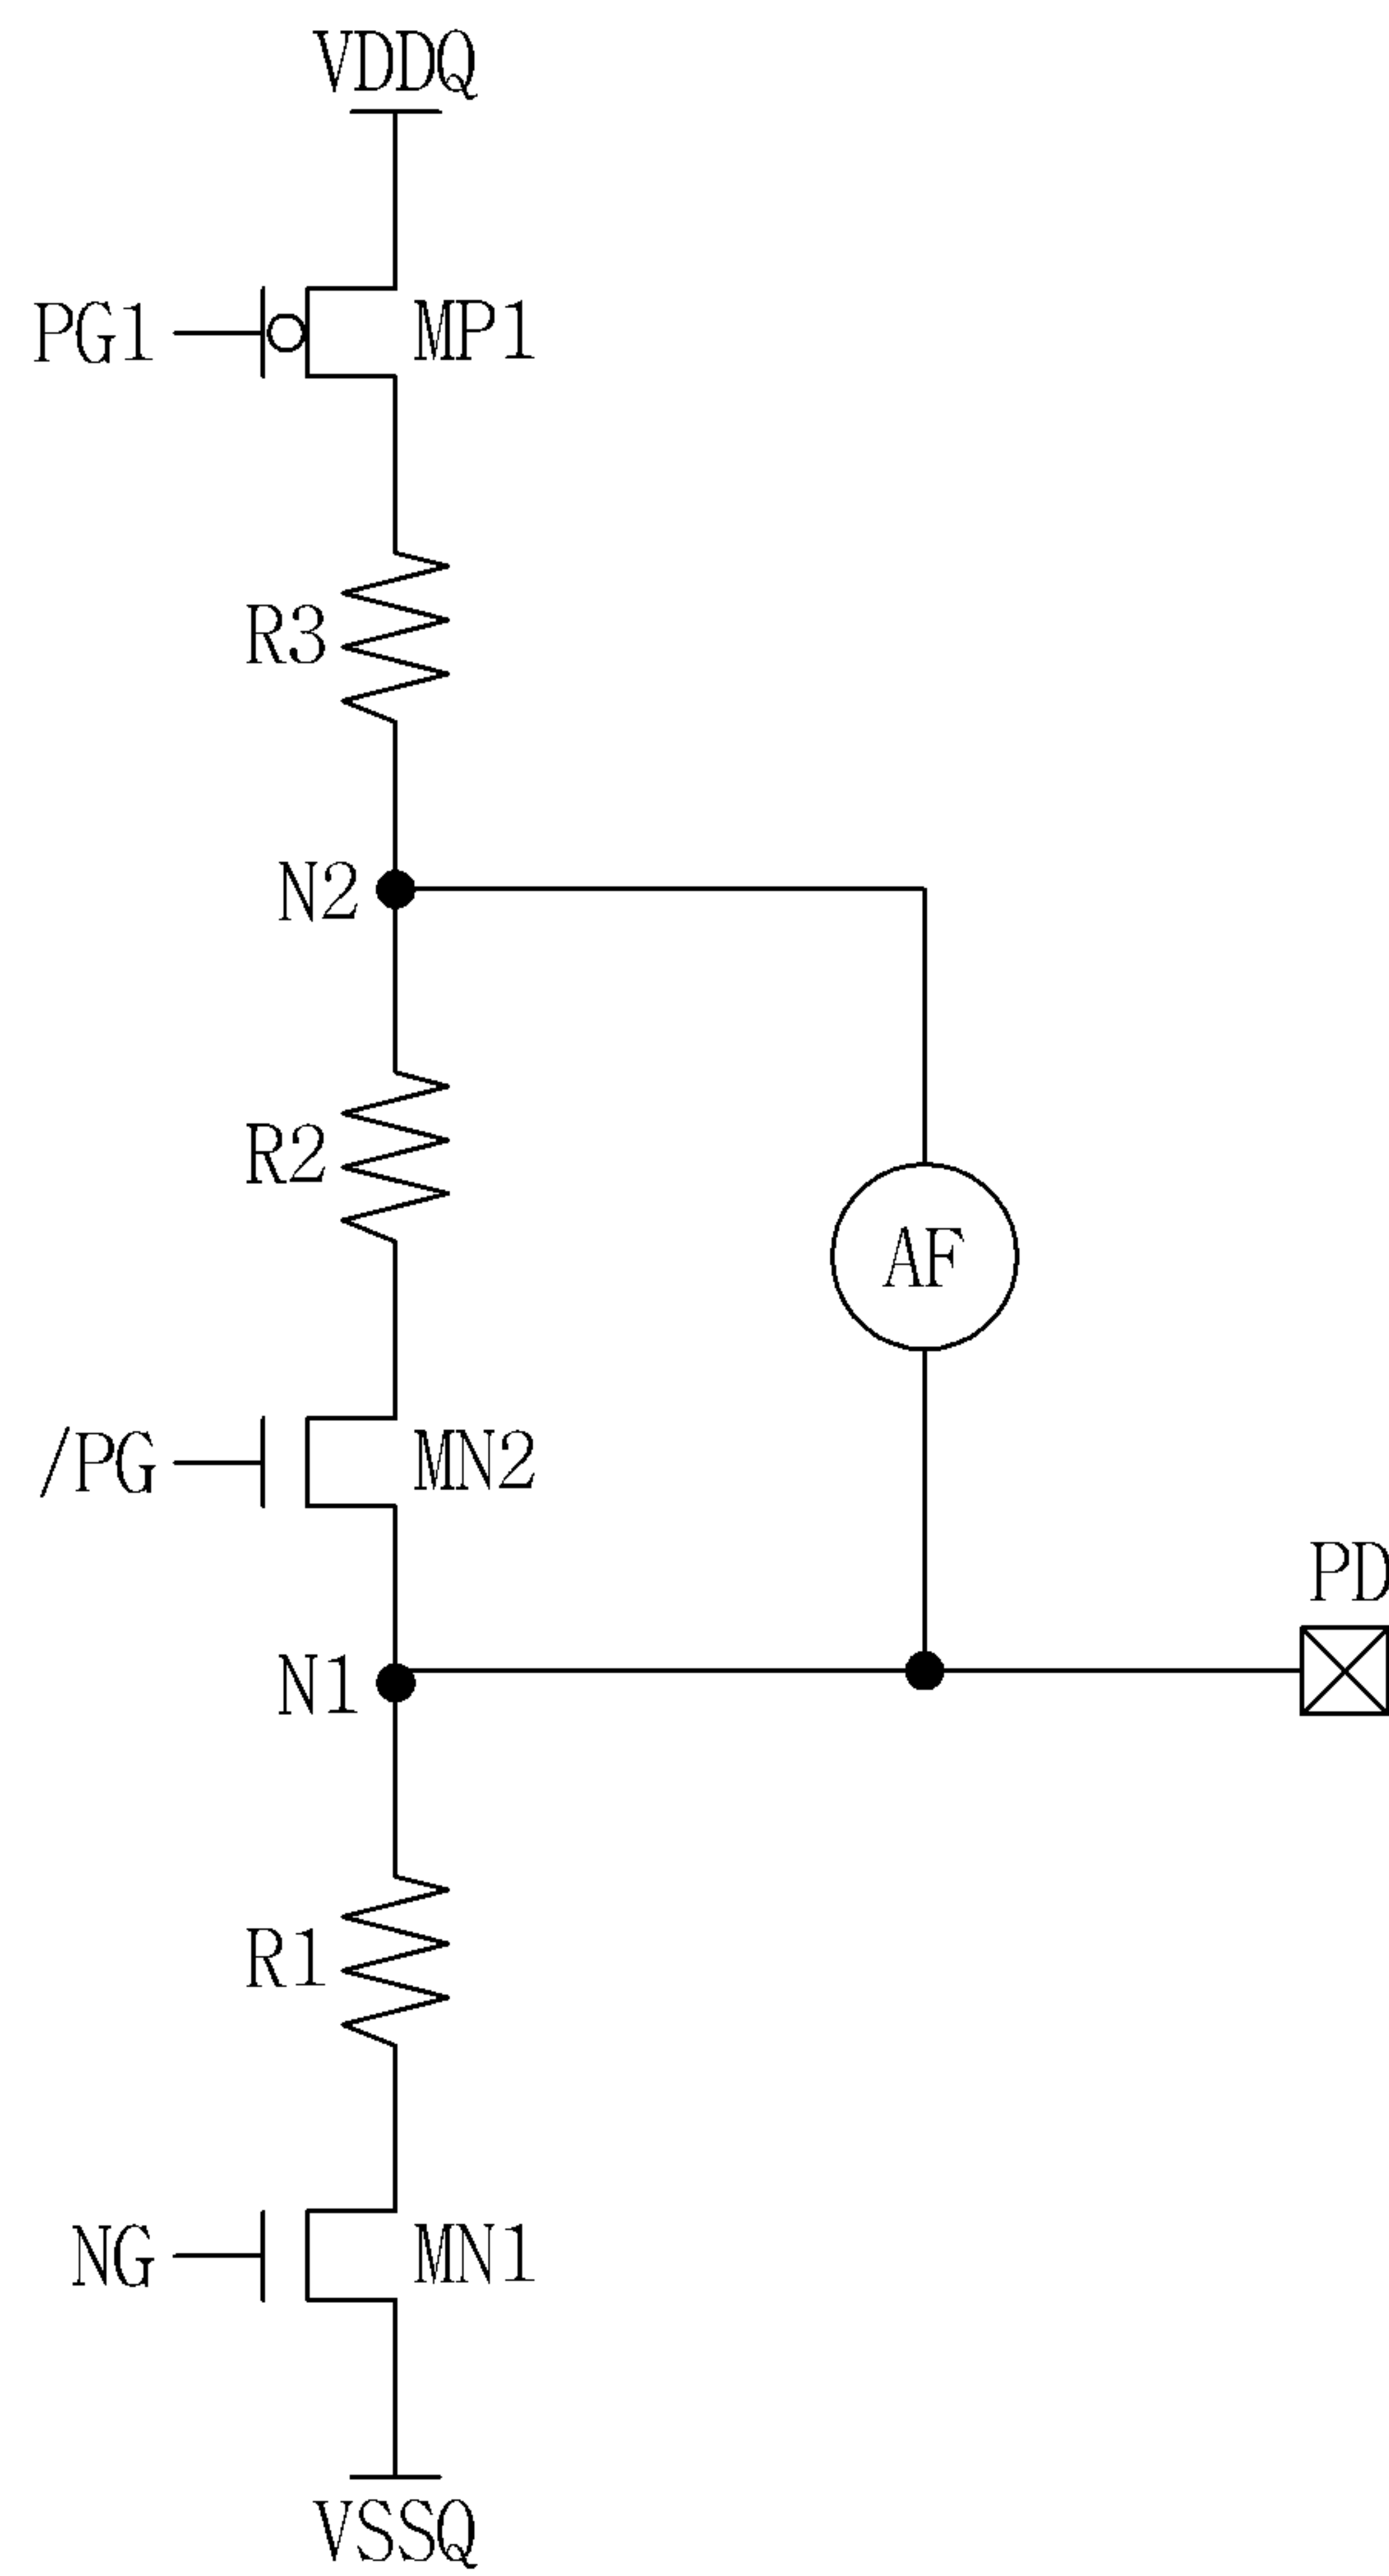 VDDQ
PG1
MP1
R3
N2
R2
AF
/PG
MN2
PD
N1
R1
NG
MN1
VSSQ